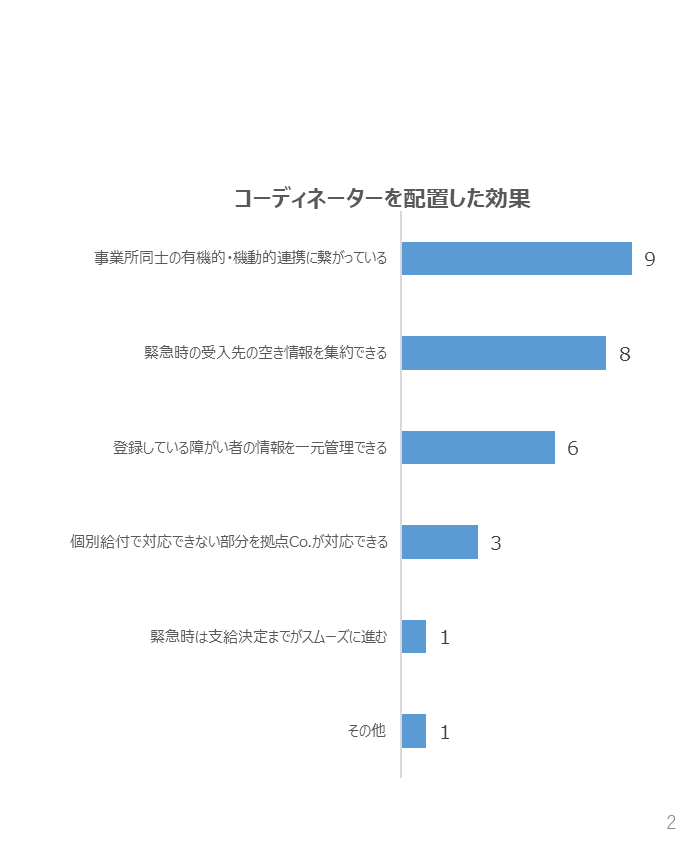 コーディネーターを配置した効果
事業所同士の有機的・機動的連携に繋がっている 9
緊急時の受入先の空き情報を集約できる 8
登録している障がい者の情報を一元管理できる 6
個別給付で対応できない部分を拠点Co.が対応できる 3
緊急時は支給決定までがスムーズに進む 1
その他 1
2